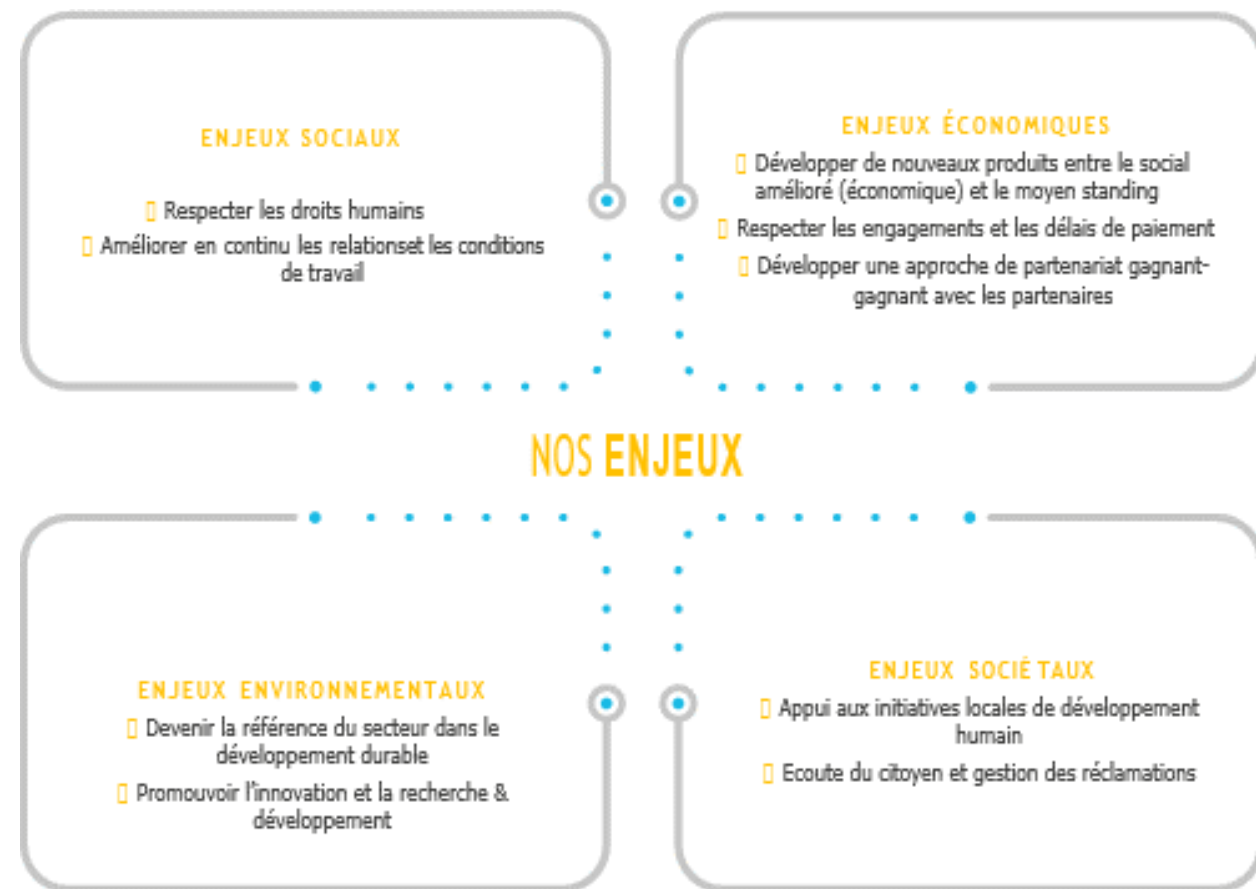 ENJEUX SOCIAUX
Respecter les droits humains
Améliorer en continu les relationset les conditions
de travail
ENJEUX ÉCONOMIQUES
Développer de nouveaux produits entre le social
amélioré (économique) et le moyen standing
Respecter les engagements et les délais de paiement
Développer une approche de partenariat gagnant-
gagnant avec les partenaires
NOS ENJEUX
ENJEUX ENVIRONNEMENTAUX
Devenir la référence du secteur dans le
développement durable
Promouvoir l'innovation et la recherche &
développement
ENJEUX SOCIÉ TAUX
Appui aux initiatives locales de développement
humain
Ecoute du citoyen et gestion des réclamations